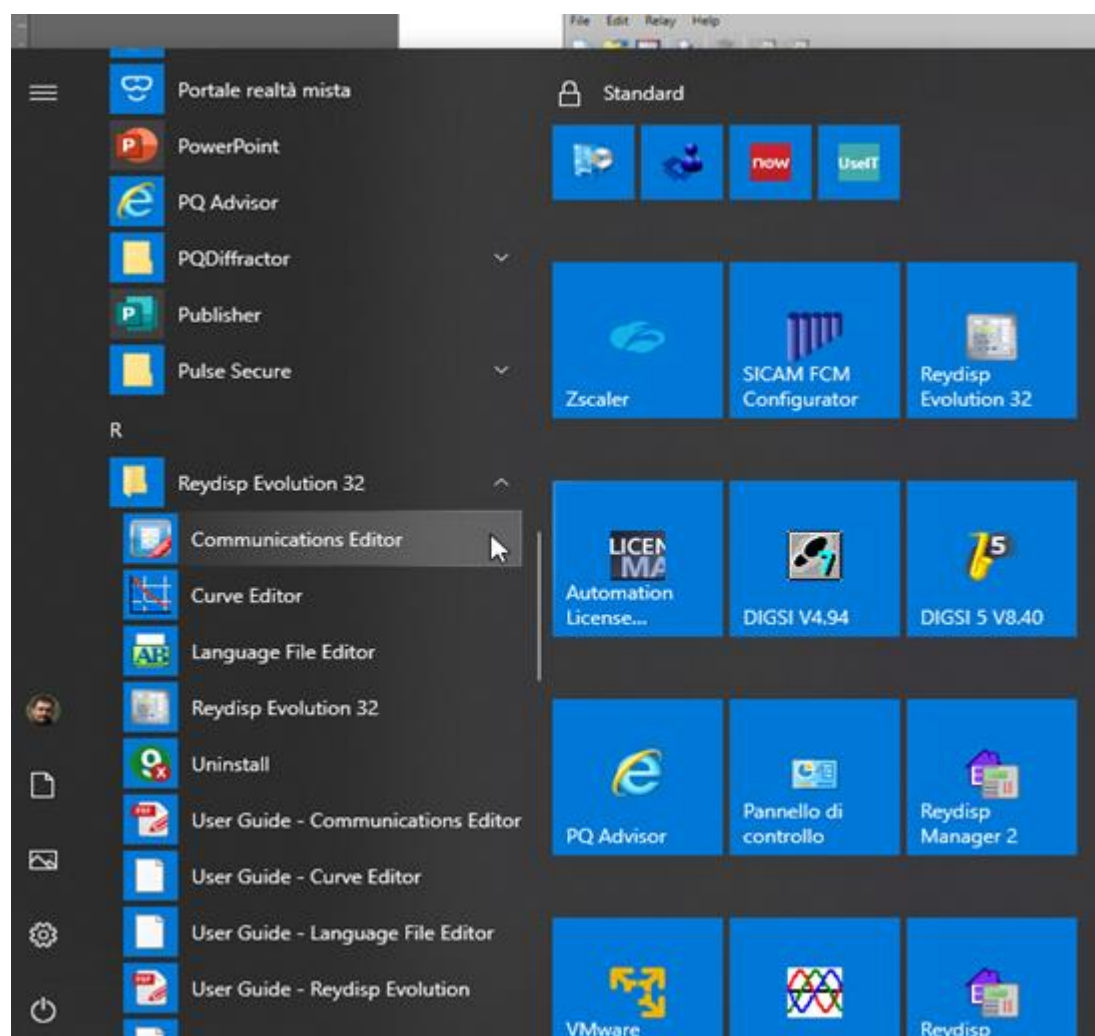 File Edit Relay Help
Portale realtà mista
PowerPoint
PQ Advisor
PQDiffractor
Publisher
Pulse Secure
R
Reydisp Evolution 32
Communications Editor
Curve Editor
Language File Editor
Reydisp Evolution 32
Uninstall
User Guide - Communications Editor
User Guide - Curve Editor
User Guide - Language File Editor
User Guide - Reydisp Evolution
Standard
now
UseIT
Zscaler
SICAM FCM
Configurator
Reydisp
Evolution 32
LICEN
MA
Automation
License...
DIGSI V4.94
5
DIGSI 5 V8.40
PQ Advisor
Pannello di
controllo
Reydisp
Manager 2
VMware
Reydisp